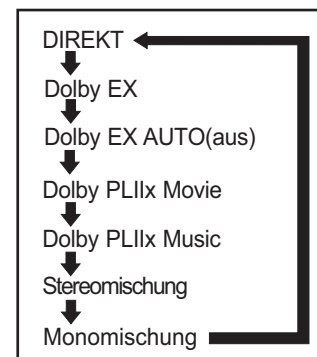 DIREKT
Dolby EX
Dolby EX AUTO(aus)
Dolby PLIIx Movie
Dolby PLIIx Music
Stereomischung
Monomischung